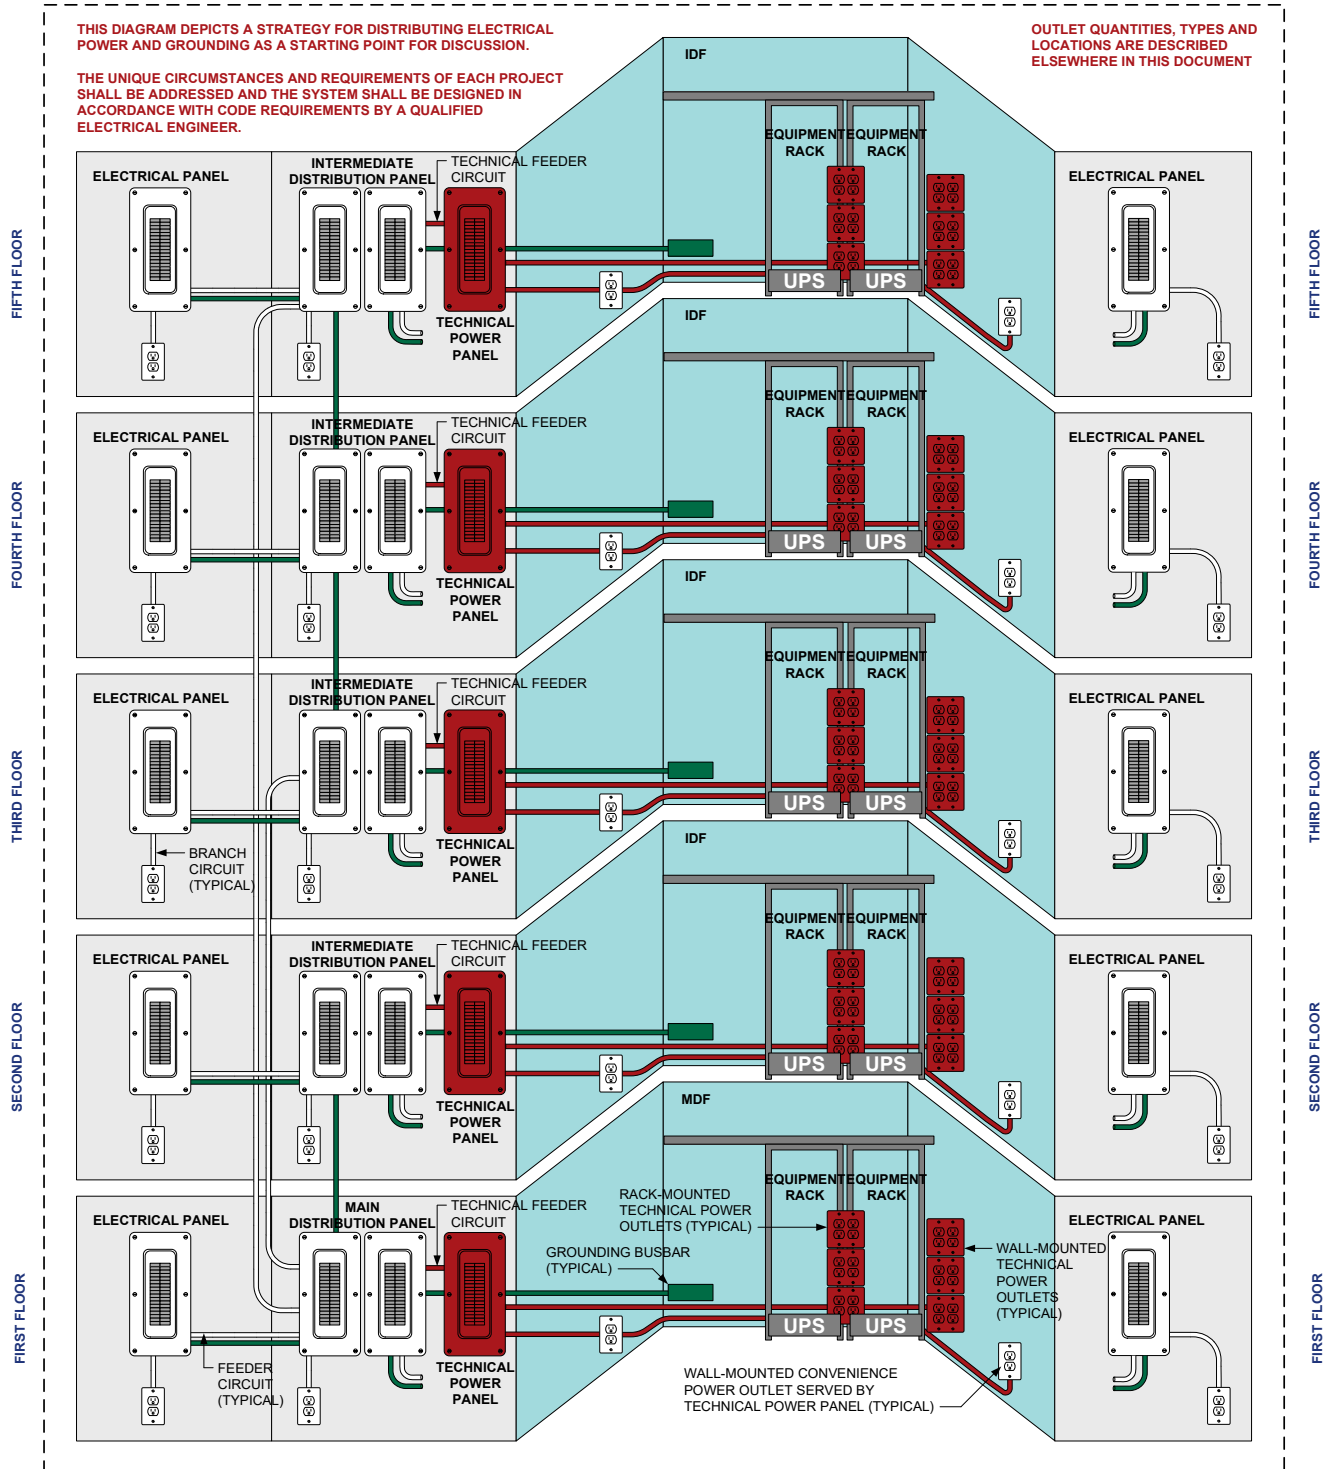 THIS DIAGRAM DEPICTS A STRATEGY FOR DISTRIBUTING ELECTRICAL
POWER AND GROUNDING AS A STARTING POINT FOR DISCUSSION.
THE UNIQUE CIRCUMSTANCES AND REQUIREMENTS OF EACH PROJECT
SHALL BE ADDRESSED AND THE SYSTEM SHALL BE DESIGNED IN
ACCORDANCE WITH CODE REQUIREMENTS BY A QUALIFIED
ELECTRICAL ENGINEER.
OUTLET QUANTITIES, TYPES AND
LOCATIONS ARE DESCRIBED
ELSEWHERE IN THIS DOCUMENT
FIFTH FLOOR
ELECTRICAL PANEL
INTERMEDIATE
DISTRIBUTION PANEL
TECHNICAL FEEDER
CIRCUIT
TECHNICAL
POWER
PANEL
IDF
EQUIPMENT
RACK
EQUIPMENT
RACK
UPS
UPS
ELECTRICAL PANEL
FIFTH FLOOR
FOURTH FLOOR
ELECTRICAL PANEL
INTERMEDIATE
DISTRIBUTION PANEL
TECHNICAL FEEDER
CIRCUIT
TECHNICAL
POWER
PANEL
IDF
EQUIPMENT
RACK
EQUIPMENT
RACK
UPS
UPS
ELECTRICAL PANEL
FOURTH FLOOR
THIRD FLOOR
ELECTRICAL PANEL
BRANCH
CIRCUIT
(TYPICAL)
INTERMEDIATE
DISTRIBUTION PANEL
TECHNICAL FEEDER
CIRCUIT
TECHNICAL
POWER
PANEL
IDF
EQUIPMENT
RACK
EQUIPMENT
RACK
UPS
UPS
ELECTRICAL PANEL
THIRD FLOOR
SECOND FLOOR
ELECTRICAL PANEL
INTERMEDIATE
DISTRIBUTION PANEL
TECHNICAL FEEDER
CIRCUIT
TECHNICAL
POWER
PANEL
IDF
EQUIPMENT
RACK
EQUIPMENT
RACK
UPS
UPS
ELECTRICAL PANEL
SECOND FLOOR
FIRST FLOOR
ELECTRICAL PANEL
FEEDER
CIRCUIT
(TYPICAL)
MAIN
DISTRIBUTION PANEL
TECHNICAL FEEDER
CIRCUIT
TECHNICAL
POWER
PANEL
MDF
RACK-MOUNTED
TECHNICAL POWER
OUTLETS (TYPICAL)
GROUNDING BUSBAR
(TYPICAL)
EQUIPMENT
RACK
EQUIPMENT
RACK
UPS
UPS
WALL-MOUNTED
TECHNICAL
POWER
OUTLETS
(TYPICAL)
WALL-MOUNTED CONVENIENCE
POWER OUTLET SERVED BY
TECHNICAL POWER PANEL (TYPICAL)
ELECTRICAL PANEL
FIRST FLOOR